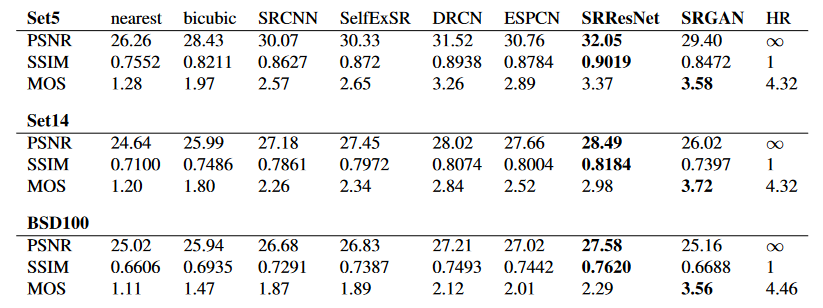 Set5 nearest bicubic SRCNN SelfExSR DRCN ESPCN SRResNet SRGAN HR
PSNR 26.26 28.43 30.07 30.33 31.52 30.76 32.05 29.40 ∞
SSIM 0.7552 0.8211 0.8627 0.872 0.8938 0.8784 0.9019 0.8472 1
MOS 1.28 1.97 2.57 2.65 3.26 2.89 3.37 3.58 4.32
Set14
PSNR 24.64 25.99 27.18 27.45 28.02 27.66 28.49 26.02 ∞
SSIM 0.7100 0.7486 0.7861 0.7972 0.8074 0.8004 0.8184 0.7397 1
MOS 1.20 1.80 2.26 2.34 2.84 2.52 2.98 3.72 4.32
BSD100
PSNR 25.02 25.94 26.68 26.83 27.21 27.02 27.58 25.16 ∞
SSIM 0.6606 0.6935 0.7291 0.7387 0.7493 0.7442 0.7620 0.6688 1
MOS 1.11 1.47 1.87 1.89 2.12 2.01 2.29 3.56 4.46